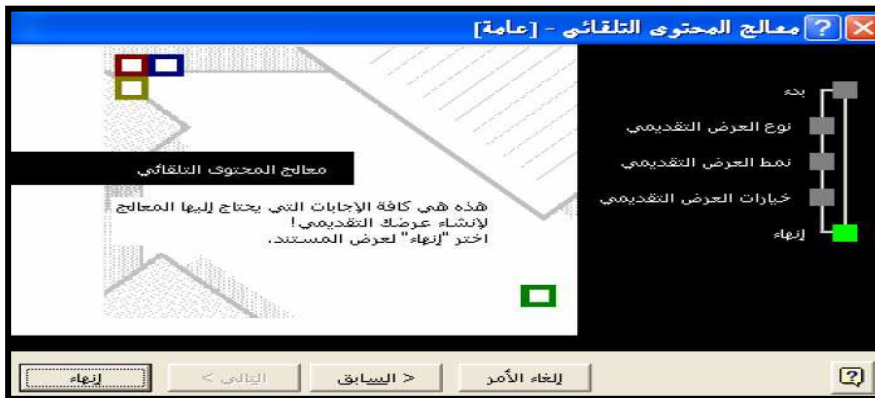 معالج المحتوى التلقائي - [عامة]
بدء
نوع العرض التقديمي
نمط العرض التقديمي
خيارات العرض التقديمي
إنهاء
معالج المحتوى التلقائي
هذه هي كافة الإجابات التي يحتاج إليها المعالج
لإنشاء عرضك التقديمي!
اختر "إنهاء" لعرض المستند.
إلغاء الأمر
< السابق
التالي >
إنهاء